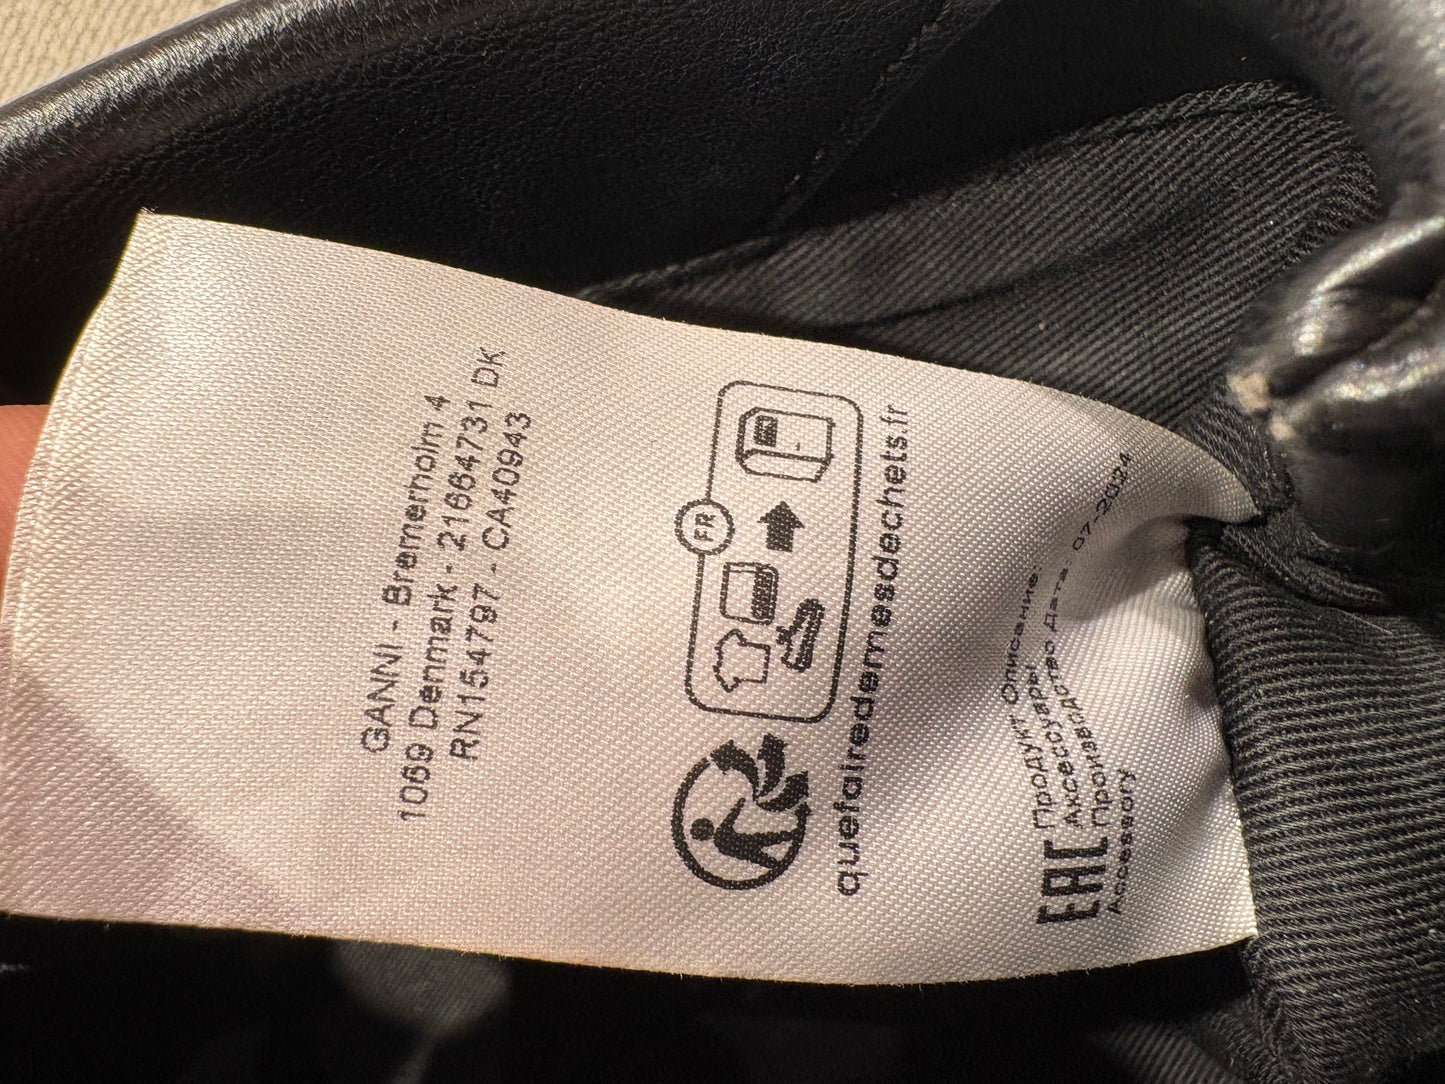 GANNI - Bremerholm 4
1069 Denmark - 21664731 DK
RN154797 - CA40943
FR
quefairedemesdechets.fr
EAC
Продукт Описание:
Аксессуары
Производство Дата - 07-2024
Accessory